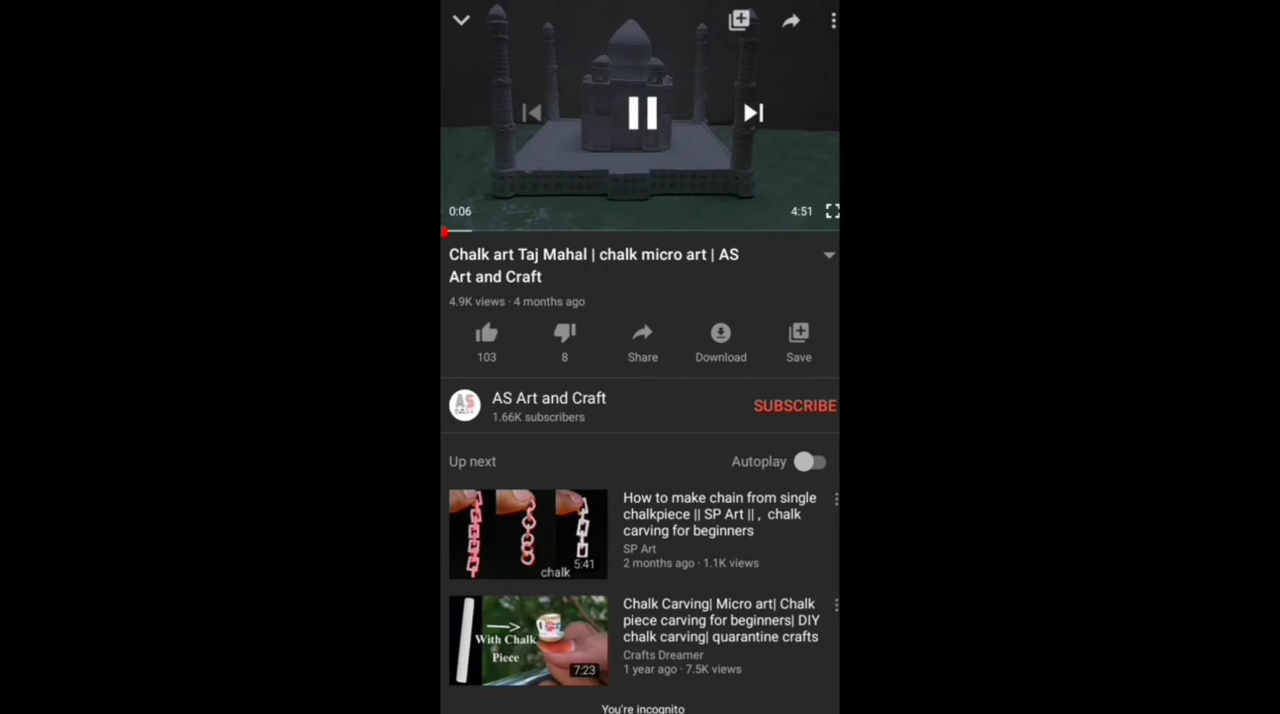 0:06
4:51
Chalk art Taj Mahal | chalk micro art | AS
Art and Craft
4.9K views · 4 months ago
103
8
Share
Download
Save
AS
AS Art and Craft
1.66K subscribers
SUBSCRIBE
Up next
Autoplay
5:41
chalk
How to make chain from single
chalkpiece || SP Art || , chalk
carving for beginners
SP Art
2 months ago · 1.1K views
With Chalk
Piece
7:23
Chalk Carving| Micro art| Chalk
piece carving for beginners| DIY
chalk carving| quarantine crafts
Crafts Dreamer
1 year ago · 7.5K views
You're incognito